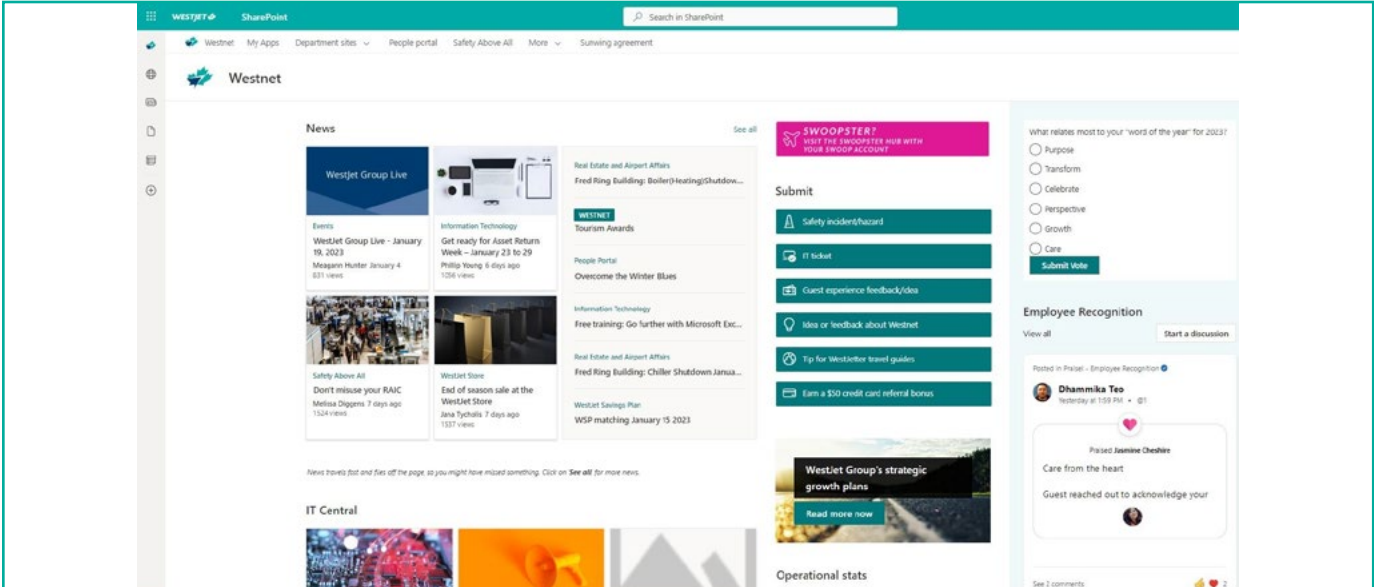 WESTJET SharePoint
Search in SharePoint
Westnet My Apps Department sites People portal Safety Above All More Sunwing agreement
Westnet
News
See all
WestJet Group Live
Events
WestJet Group Live - January
19, 2023
Meagann Hunter January 4
831 views
Information Technology
Get ready for Asset Return
Week – January 23 to 29
Phillip Young 6 days ago
1056 views
Safety Above All
Don't misuse your RAIC
Melissa Diggens 7 days ago
1524 views
WestJet Store
End of season sale at the
WestJet Store
Jana Tycholis 7 days ago
1537 views
Real Estate and Airport Affairs
Fred Ring Building: Boiler(Heating)Shutdow...
WESTNET
Tourism Awards
People Portal
Overcome the Winter Blues
Information Technology
Free training: Go further with Microsoft Exc...
Real Estate and Airport Affairs
Fred Ring Building: Chiller Shutdown Janua...
WestJet Savings Plan
WSP matching January 15 2023
News travels fast and flies off the page, so you might have missed something. Click on See all for more news.
IT Central
SWOOPSTER?
VISIT THE SWOOPSTER HUB WITH
YOUR SWOOP ACCOUNT
Submit
Safety incident/hazard
IT ticket
Guest experience feedback/idea
Idea or feedback about Westnet
Tip for WestJetter travel guides
Earn a $50 credit card referral bonus
WestJet Group's strategic
growth plans
Read more now
Operational stats
What relates most to your "word of the year" for 2023?
Purpose
Transform
Celebrate
Perspective
Growth
Care
Submit Vote
Employee Recognition
View all
Start a discussion
Posted in Praise! - Employee Recognition
Dhammika Teo
Yesterday at 1:59 PM • @1
Praised Jasmine Cheshire
Care from the heart
Guest reached out to acknowledge your
See 2 comments
2